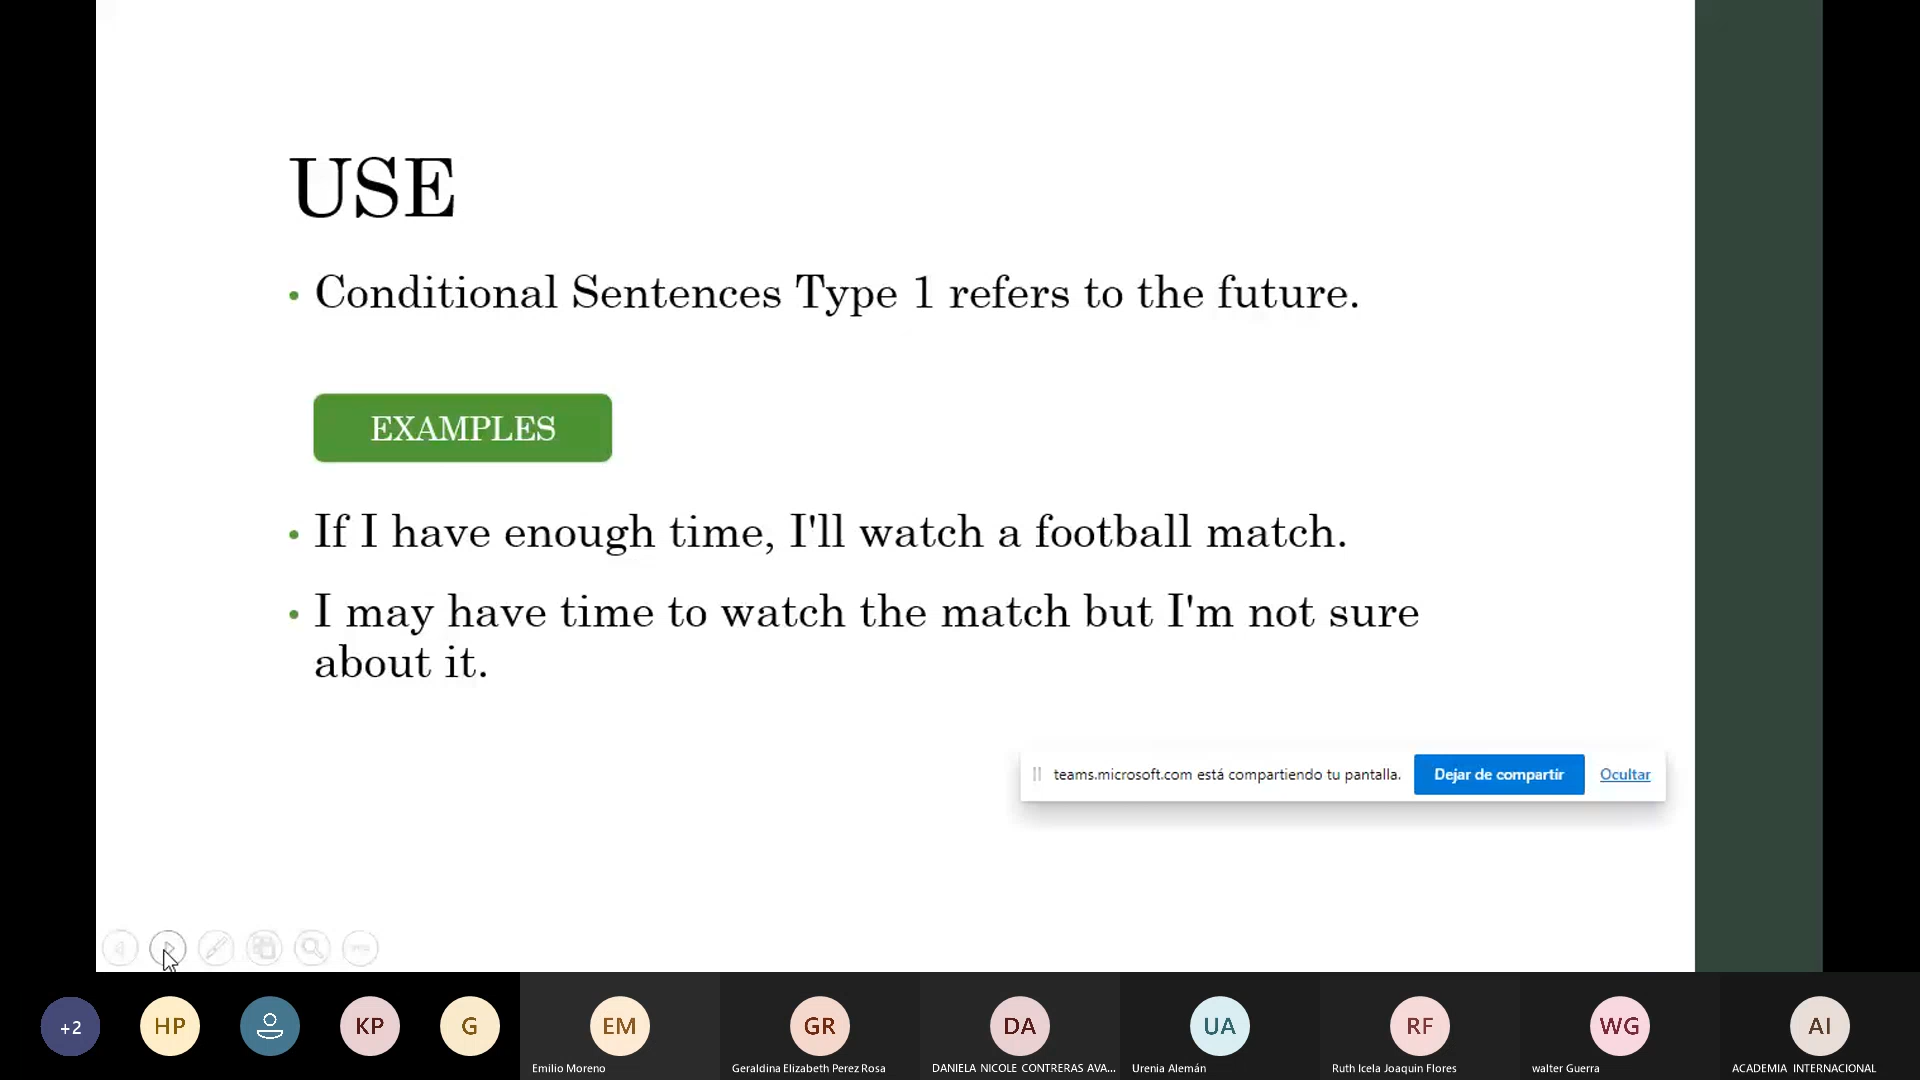 USE
• Conditional Sentences Type 1 refers to the future.
EXAMPLES
• If I have enough time, I'll watch a football match.
• I may have time to watch the match but I'm not sure
about it.
teams.microsoft.com está compartiendo tu pantalla. Dejar de compartir Ocultar
+2 HP KP G EM GR DA UA RF WG AI
Emilio Moreno Geraldina Elizabeth Perez Rosa DANIELA NICOLE CONTRERAS AVA... Urenia Alemán Ruth Icela Joaquin Flores walter Guerra ACADEMIA INTERNACIONAL